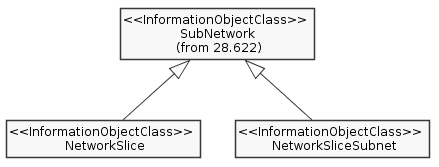 <<InformationObjectClass>>
SubNetwork
(from 28.622)
<<InformationObjectClass>>
NetworkSlice
<<InformationObjectClass>>
NetworkSliceSubnet